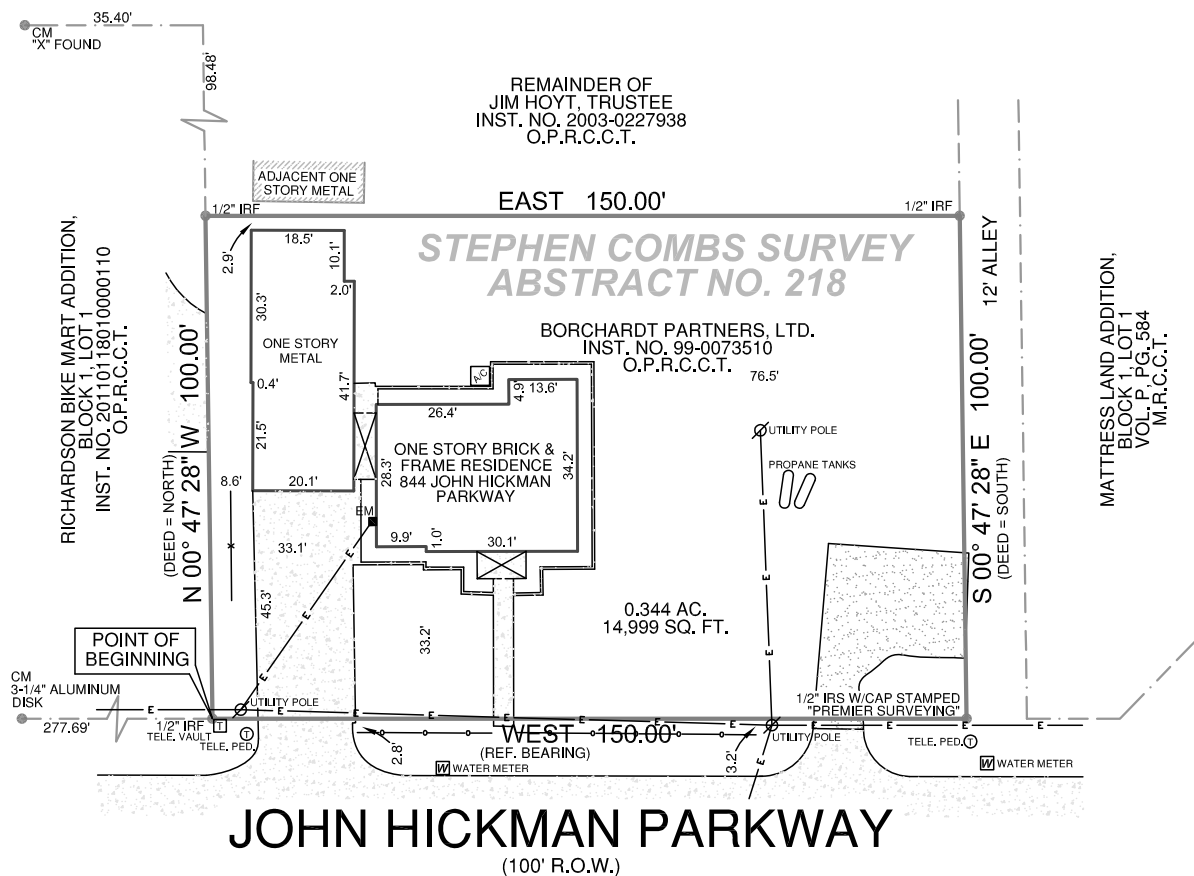 35.40'
CM
"X" FOUND
98.48'
REMAINDER OF
JIM HOYT, TRUSTEE
INST. NO. 2003-0227938
O.P.R.C.C.T.
ADJACENT ONE
STORY METAL
1/2" IRF
EAST 150.00'
1/2" IRF
STEPHEN COMBS SURVEY
ABSTRACT NO. 218
RICHARDSON BIKE MART ADDITION,
BLOCK 1, LOT 1
INST. NO. 20110118010000110
O.P.R.C.C.T.
N 00° 47' 28" W 100.00'
(DEED = NORTH)
2.9'
18.5'
10.1'
2.0'
30.3'
ONE STORY
METAL
0.4'
41.7'
21.5'
20.1'
8.6'
BORCHARDT PARTNERS, LTD.
INST. NO. 99-0073510
O.P.R.C.C.T.
76.5'
A/C
4.9'
13.6'
26.4'
28.3'
34.2'
ONE STORY BRICK &
FRAME RESIDENCE
844 JOHN HICKMAN
PARKWAY
9.9'
1.0'
30.1'
EM
33.1'
45.3'
33.2'
UTILITY POLE
PROPANE TANKS
E
E
E
E
E
0.344 AC.
14,999 SQ. FT.
12' ALLEY
S 00° 47' 28" E 100.00'
(DEED = SOUTH)
MATTRESS LAND ADDITION,
BLOCK 1, LOT 1
VOL. P, PG. 584
M.R.C.C.T.
POINT OF
BEGINNING
CM
3-1/4" ALUMINUM
DISK
277.69'
1/2" IRF
T
TELE. VAULT
T
TELE. PED.
UTILITY POLE
E
E
E
E
E
E
E
E
1/2" IRS W/CAP STAMPED
"PREMIER SURVEYING"
WEST 150.00'
(REF. BEARING)
2.8'
3.2'
UTILITY POLE
E
TELE. PED.
T
W WATER METER
W WATER METER
JOHN HICKMAN PARKWAY
(100' R.O.W.)